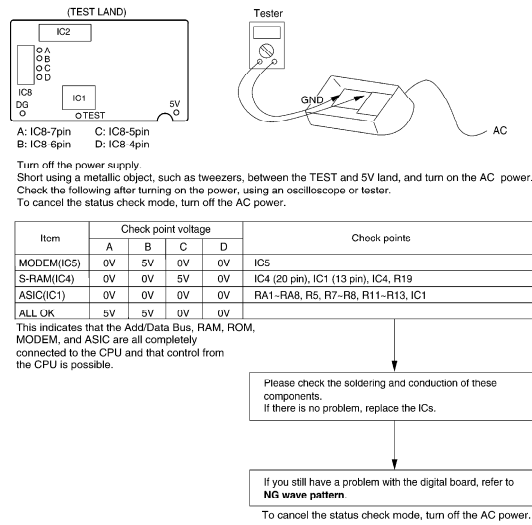 (TEST LAND)
Tester
IC2
A
B
C
D
IC8
IC1
DG
TEST
5V
GND
AC
A: IC8-7pin C: IC8-5pin
B: IC8-6pin D: IC8-4pin
Turn off the power supply.
Short using a metallic object, such as tweezers, between the TEST and 5V land, and turn on the AC power.
Check the following after turning on the power, using an oscilloscope or tester.
To cancel the status check mode, turn off the AC power.
Item Check point voltage Check points
A B C D
MODEM(IC5) 0V 5V 0V 0V IC5
S-RAM(IC4) 0V 0V 5V 0V IC4 (20 pin), IC1 (13 pin), IC4, R19
ASIC(IC1) 0V 0V 0V 0V RA1~RA8, R5, R7~R8, R11~R13, IC1
ALL OK 5V 5V 0V 0V
This indicates that the Add/Data Bus, RAM, ROM,
MODEM, and ASIC are all completely
connected to the CPU and that control from
the CPU is possible.
Please check the soldering and conduction of these
components.
If there is no problem, replace the ICs.
If you still have a problem with the digital board, refer to
NG wave pattern.
To cancel the status check mode, turn off the AC power.